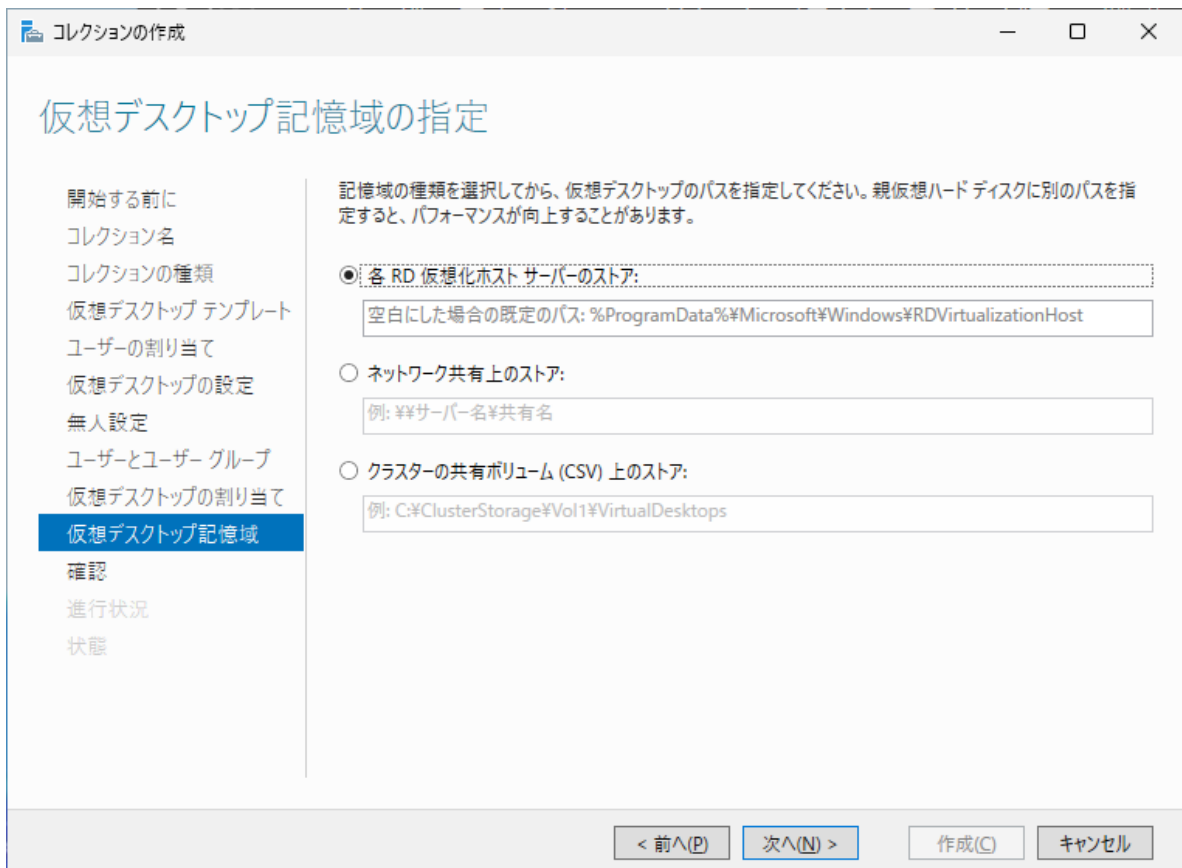 コレクションの作成
仮想デスクトップ記憶域の指定
開始する前に
コレクション名
コレクションの種類
仮想デスクトップ テンプレート
ユーザーの割り当て
仮想デスクトップの設定
無人設定
ユーザーとユーザー グループ
仮想デスクトップの割り当て
仮想デスクトップ記憶域
確認
進行状況
状態
記憶域の種類を選択してから、仮想デスクトップのパスを指定してください。親仮想ハード ディスクに別のパスを指
定すると、パフォーマンスが向上することがあります。
各 RD 仮想化ホスト サーバーのストア:
空白にした場合の既定のパス: %ProgramData%¥Microsoft¥Windows¥RDVirtualizationHost
ネットワーク共有上のストア:
例: ¥¥サーバー名¥共有名
クラスターの共有ボリューム (CSV) 上のストア:
例: C:¥ClusterStorage¥Vol1¥VirtualDesktops
< 前へ(P)
次へ(N) >
作成(C)
キャンセル